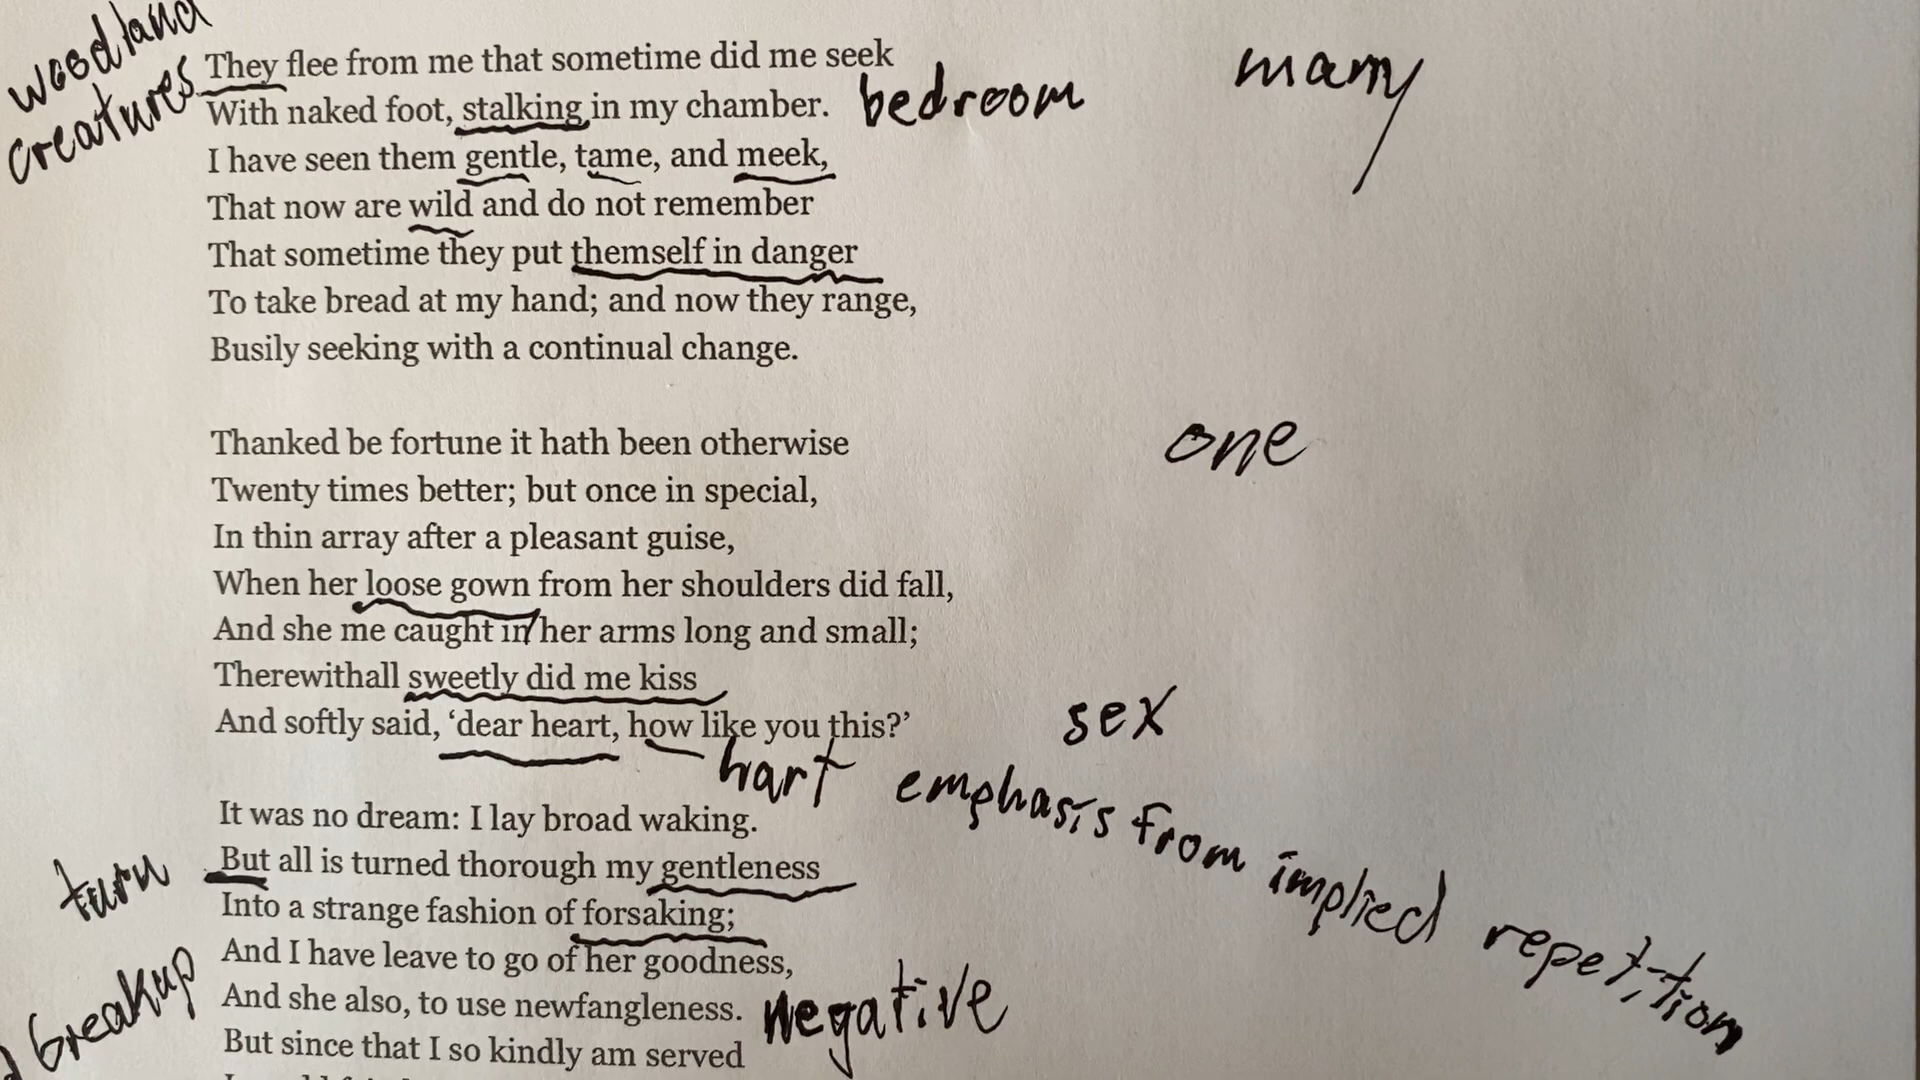 woodland
creatures
They flee from me that sometime did me seek
With naked foot, stalking in my chamber.
bedroom
many
I have seen them gentle, tame, and meek,
That now are wild and do not remember
That sometime they put themself in danger
To take bread at my hand; and now they range,
Busily seeking with a continual change.
Thanked be fortune it hath been otherwise
one
Twenty times better; but once in special,
In thin array after a pleasant guise,
When her loose gown from her shoulders did fall,
And she me caught in her arms long and small;
Therewithall sweetly did me kiss
And softly said, ‘dear heart, how like you this?’
sex
hart
emphasis from implied repetition
It was no dream: I lay broad waking.
turn
But all is turned thorough my gentleness
Into a strange fashion of forsaking;
And I have leave to go of her goodness,
breakup
And she also, to use newfangleness.
negative
But since that I so kindly am served